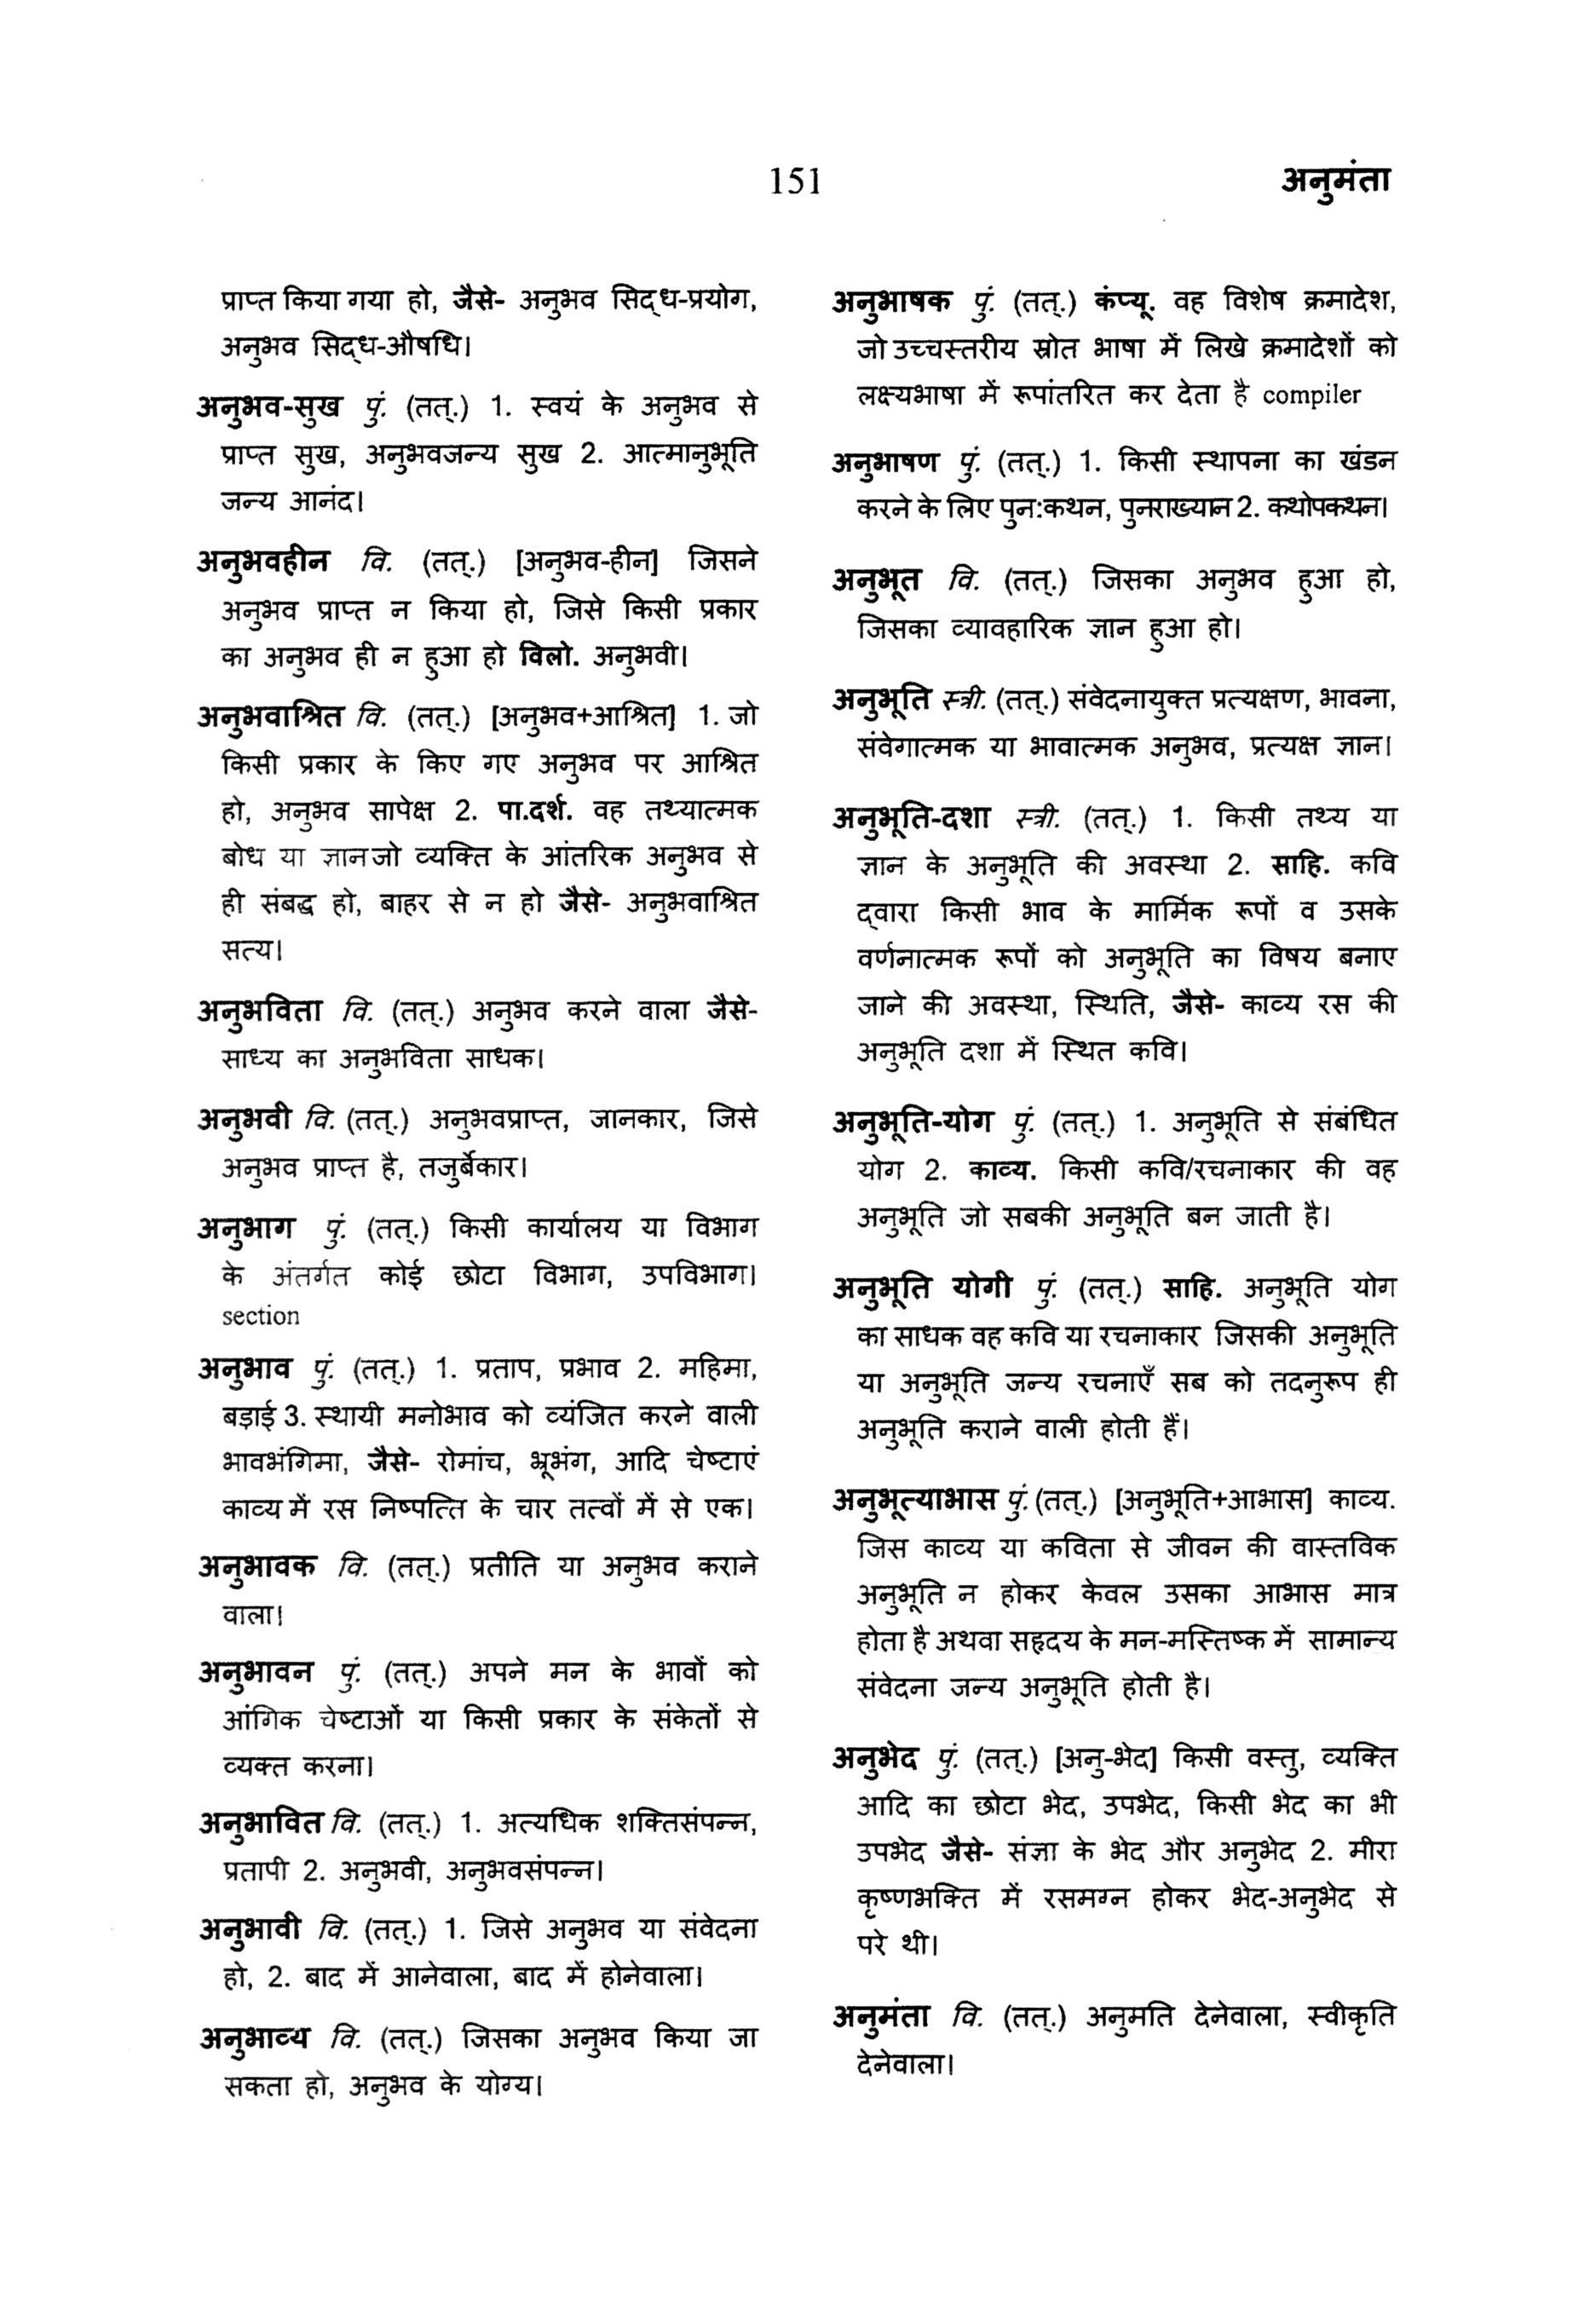 151
अनुमंता
प्राप्त किया गया हो, जैसे- अनुभव सिद्ध-प्रयोग,
अनुभव सिद्ध-औषधि।
अनुभव-सुख पुं. (तत्.) 1. स्वयं के अनुभव से
प्राप्त सुख, अनुभवजन्य सुख 2. आत्मानुभूति
जन्य आनंद।
अनुभवहीन वि. (तत्.) [अनुभव-हीन] जिसने
अनुभव प्राप्त न किया हो, जिसे किसी प्रकार
का अनुभव ही न हुआ हो विलो. अनुभवी।
अनुभवाश्रित वि. (तत्.) [अनुभव+आश्रित] 1. जो
किसी प्रकार के किए गए अनुभव पर आश्रित
हो, अनुभव सापेक्ष 2. पा.दर्श. वह तथ्यात्मक
बोध या ज्ञान जो व्यक्ति के आंतरिक अनुभव से
ही संबद्ध हो, बाहर से न हो जैसे- अनुभवाश्रित
सत्य।
अनुभविता वि. (तत्.) अनुभव करने वाला जैसे-
साध्य का अनुभविता साधक।
अनुभवी वि. (तत्.) अनुभवप्राप्त, जानकार, जिसे
अनुभव प्राप्त है, तजुर्बेकार।
अनुभाग पुं. (तत्.) किसी कार्यालय या विभाग
के अंतर्गत कोई छोटा विभाग, उपविभाग।
section
अनुभाव पुं. (तत्.) 1. प्रताप, प्रभाव 2. महिमा,
बड़ाई 3. स्थायी मनोभाव को व्यंजित करने वाली
भावभंगिमा, जैसे- रोमांच, भ्रूभंग, आदि चेष्टाएं
काव्य में रस निष्पत्ति के चार तत्वों में से एक।
अनुभावक वि. (तत्.) प्रतीति या अनुभव कराने
वाला।
अनुभावन पुं. (तत्.) अपने मन के भावों को
आंगिक चेष्टाओं या किसी प्रकार के संकेतों से
व्यक्त करना।
अनुभावित वि. (तत्.) 1. अत्यधिक शक्तिसंपन्न,
प्रतापी 2. अनुभवी, अनुभवसंपन्न।
अनुभावी वि. (तत्.) 1. जिसे अनुभव या संवेदना
हो, 2. बाद में आनेवाला, बाद में होनेवाला।
अनुभाव्य वि. (तत्.) जिसका अनुभव किया जा
सकता हो, अनुभव के योग्य।
अनुभाषक पुं. (तत्.) कंप्यू. वह विशेष क्रमादेश,
जो उच्चस्तरीय स्रोत भाषा में लिखे क्रमादेशों को
लक्ष्यभाषा में रूपांतरित कर देता है compiler
अनुभाषण पुं. (तत्.) 1. किसी स्थापना का खंडन
करने के लिए पुन:कथन, पुनराख्यान 2. कथोपकथन।
अनुभूत वि. (तत्.) जिसका अनुभव हुआ हो,
जिसका व्यावहारिक ज्ञान हुआ हो।
अनुभूति स्त्री. (तत्.) संवेदनायुक्त प्रत्यक्षण, भावना,
संवेगात्मक या भावात्मक अनुभव, प्रत्यक्ष ज्ञान।
अनुभूति-दशा स्त्री. (तत्.) 1. किसी तथ्य या
ज्ञान के अनुभूति की अवस्था 2. साहि. कवि
द्वारा किसी भाव के मार्मिक रूपों व उसके
वर्णनात्मक रूपों को अनुभूति का विषय बनाए
जाने की अवस्था, स्थिति, जैसे- काव्य रस की
अनुभूति दशा में स्थित कवि।
अनुभूति-योग पुं. (तत्.) 1. अनुभूति से संबंधित
योग 2. काव्य. किसी कवि/रचनाकार की वह
अनुभूति जो सबकी अनुभूति बन जाती है।
अनुभूति योगी पुं. (तत्.) साहि. अनुभूति योग
का साधक वह कवि या रचनाकार जिसकी अनुभूति
या अनुभूति जन्य रचनाएँ सब को तदनुरूप ही
अनुभूति कराने वाली होती हैं।
अनुभूत्याभास पुं. (तत्.) [अनुभूति+आभास] काव्य.
जिस काव्य या कविता से जीवन की वास्तविक
अनुभूति न होकर केवल उसका आभास मात्र
होता है अथवा सहृदय के मन-मस्तिष्क में सामान्य
संवेदना जन्य अनुभूति होती है।
अनुभेद पुं. (तत्.) [अनु-भेद] किसी वस्तु, व्यक्ति
आदि का छोटा भेद, उपभेद, किसी भेद का भी
उपभेद जैसे- संज्ञा के भेद और अनुभेद 2. मीरा
कृष्णभक्ति में रसमग्न होकर भेद-अनुभेद से
परे थी।
अनुमंता वि. (तत्.) अनुमति देनेवाला, स्वीकृति
देनेवाला।